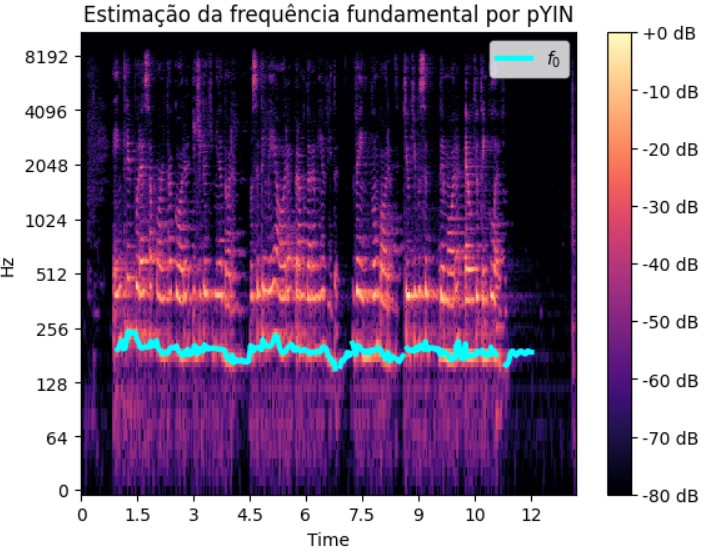 Estimação da frequência fundamental por pYIN
f₀
Hz
8192
4096
2048
1024
512
256
128
64
0
0 1.5 3 4.5 6 7.5 9 10 12
Time
+0 dB
-10 dB
-20 dB
-30 dB
-40 dB
-50 dB
-60 dB
-70 dB
-80 dB